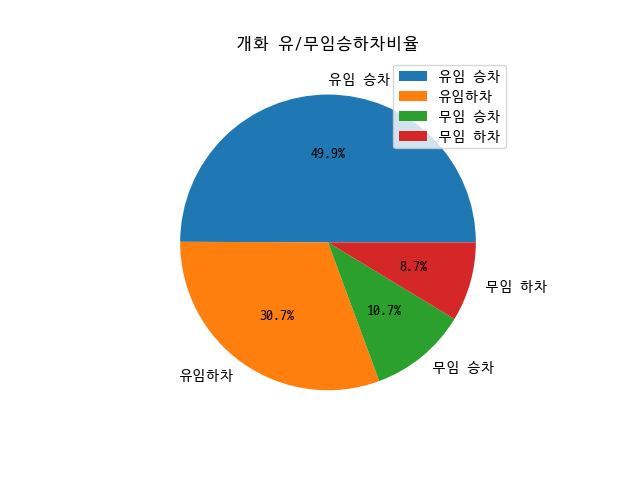 개화 유/무임승하차비율
유임 승차
유임 승차
유임하차
무임 승차
무임 하차
49.9%
8.7%
무임 하차
10.7%
30.7%
무임 승차
유임하차